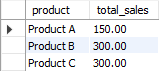 product total_sales
Product A 150.00
Product B 300.00
Product C 300.00